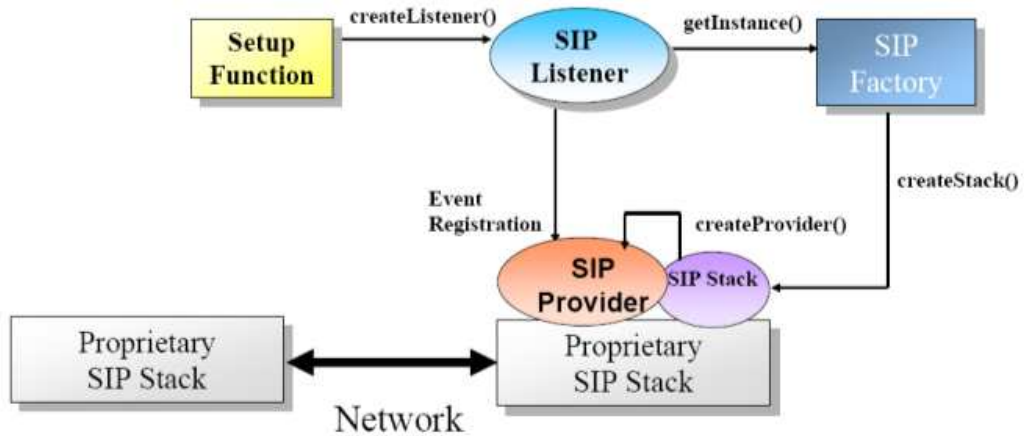 createListener()
Setup
Function
SIP
Listener
getInstance()
SIP
Factory
createStack()
Event
Registration
createProvider()
SIP
Provider
SIP Stack
Proprietary
SIP Stack
Proprietary
SIP Stack
Network